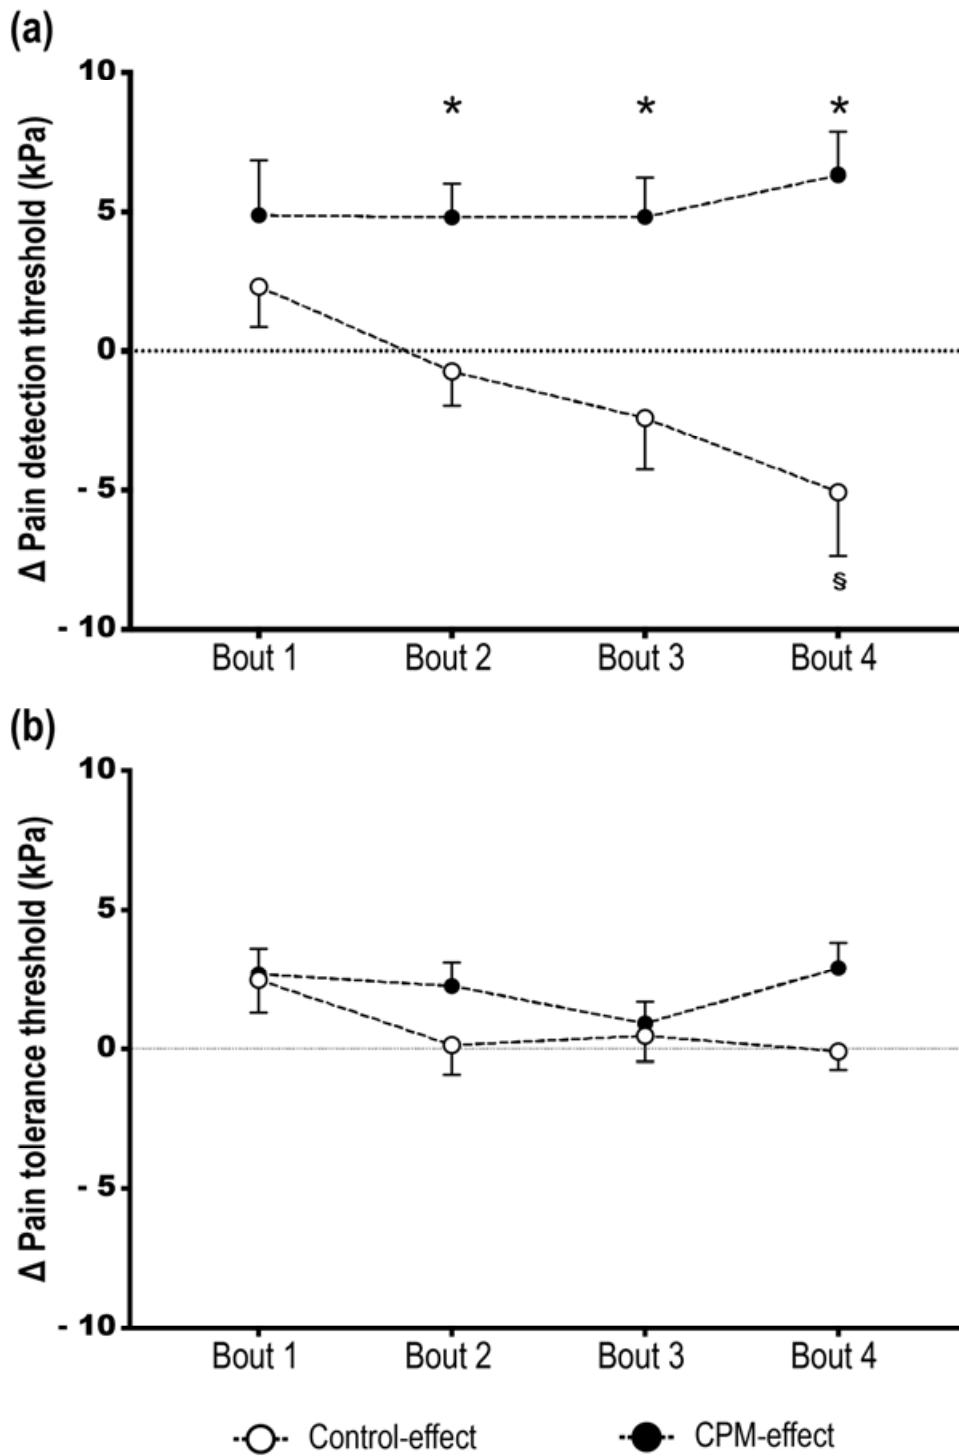 (a)
Δ Pain detection threshold (kPa)
10
* * *
5
0
- 5
§
- 10
Bout 1 Bout 2 Bout 3 Bout 4
(b)
Δ Pain tolerance threshold (kPa)
10
5
0
- 5
- 10
Bout 1 Bout 2 Bout 3 Bout 4
Control-effect CPM-effect